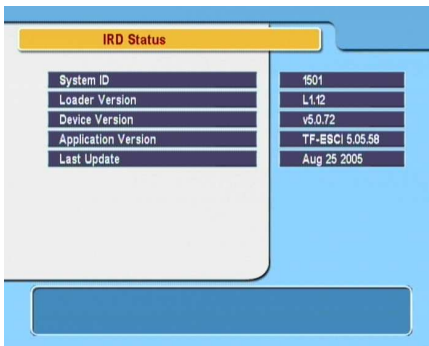 IRD Status
System ID 1501
Loader Version L1.12
Device Version v5.0.72
Application Version TF-ESCI 5.05.58
Last Update Aug 25 2005